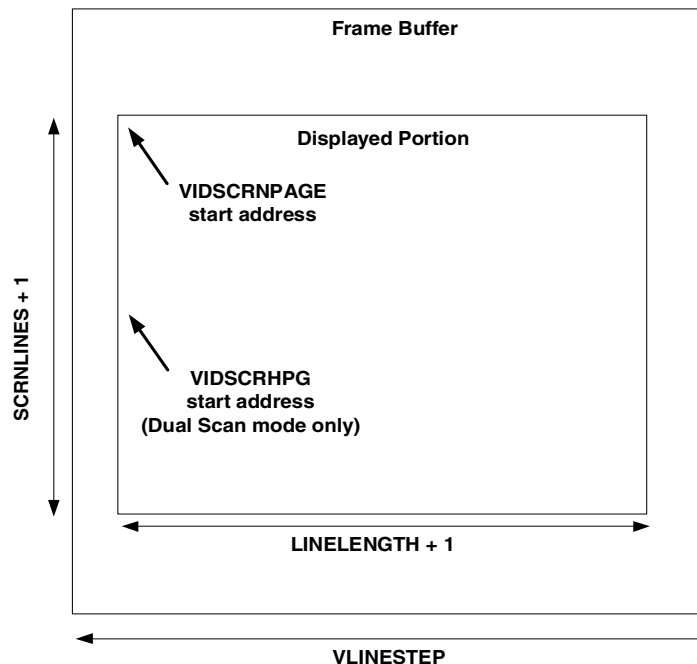 Frame Buffer
Displayed Portion
VIDSCRNPAGE
start address
SCRNLINES + 1
VIDSCRHPG
start address
(Dual Scan mode only)
LINELENGTH + 1
VLINESTEP